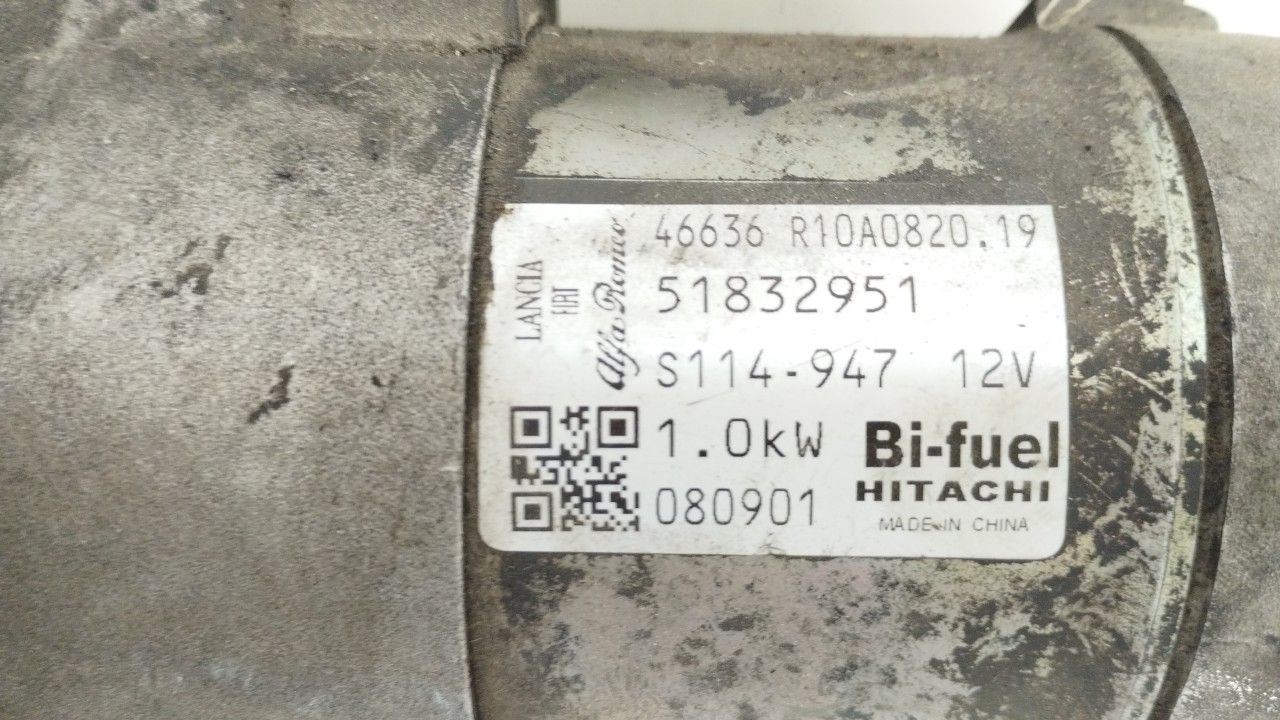 LANCIA
FIAT
Alfa Romeo
46636 R10A0820.19
51832951
S114-947 12V
1.0kW Bi-fuel
HITACHI
080901
MADE IN CHINA